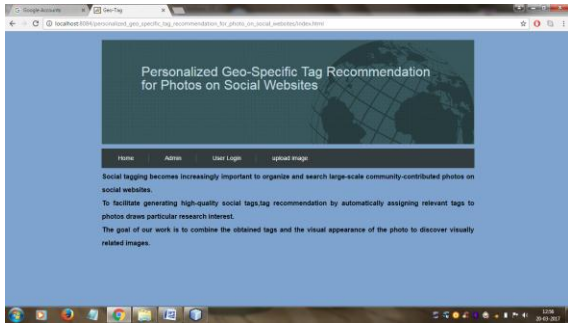 Google Accounts
Geo-Tag
localhost:8084/personalized_geo_specific_tag_recommendation_for_photo_on_social_websites/index.html
Personalized Geo-Specific Tag Recommendation
for Photos on Social Websites
Home Admin User Login upload image
Social tagging becomes increasingly important to organize and search large-scale community-contributed photos on
social websites.
To facilitate generating high-quality social tags,tag recommendation by automatically assigning relevant tags to
photos draws particular research interest.
The goal of our work is to combine the obtained tags and the visual appearance of the photo to discover visually
related images.
12:56
20-03-2017